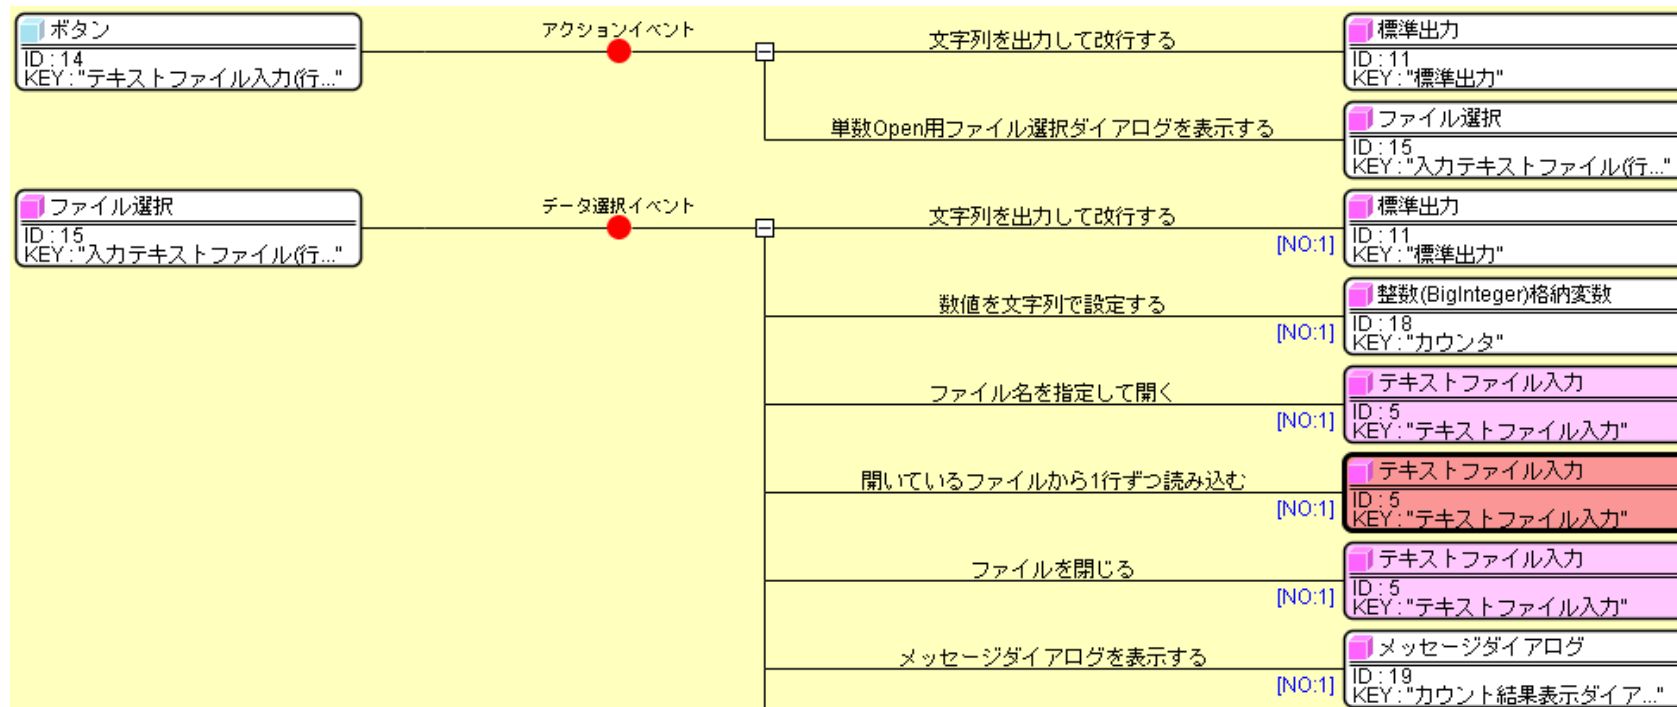 ボタン
ID : 14
KEY : "テキストファイル入力(行..."
アクションイベント
文字列を出力して改行する
標準出力
ID : 11
KEY : "標準出力"
単数Open用ファイル選択ダイアログを表示する
ファイル選択
ID : 15
KEY : "入力テキストファイル(行..."
ファイル選択
ID : 15
KEY : "入力テキストファイル(行..."
データ選択イベント
文字列を出力して改行する
[NO:1]
標準出力
ID : 11
KEY : "標準出力"
数値を文字列で設定する
[NO:1]
整数(BigInteger)格納変数
ID : 18
KEY : "カウンタ"
ファイル名を指定して開く
[NO:1]
テキストファイル入力
ID : 5
KEY : "テキストファイル入力"
開いているファイルから1行ずつ読み込む
[NO:1]
テキストファイル入力
ID : 5
KEY : "テキストファイル入力"
ファイルを閉じる
[NO:1]
テキストファイル入力
ID : 5
KEY : "テキストファイル入力"
メッセージダイアログを表示する
[NO:1]
メッセージダイアログ
ID : 19
KEY : "カウント結果表示ダイア..."